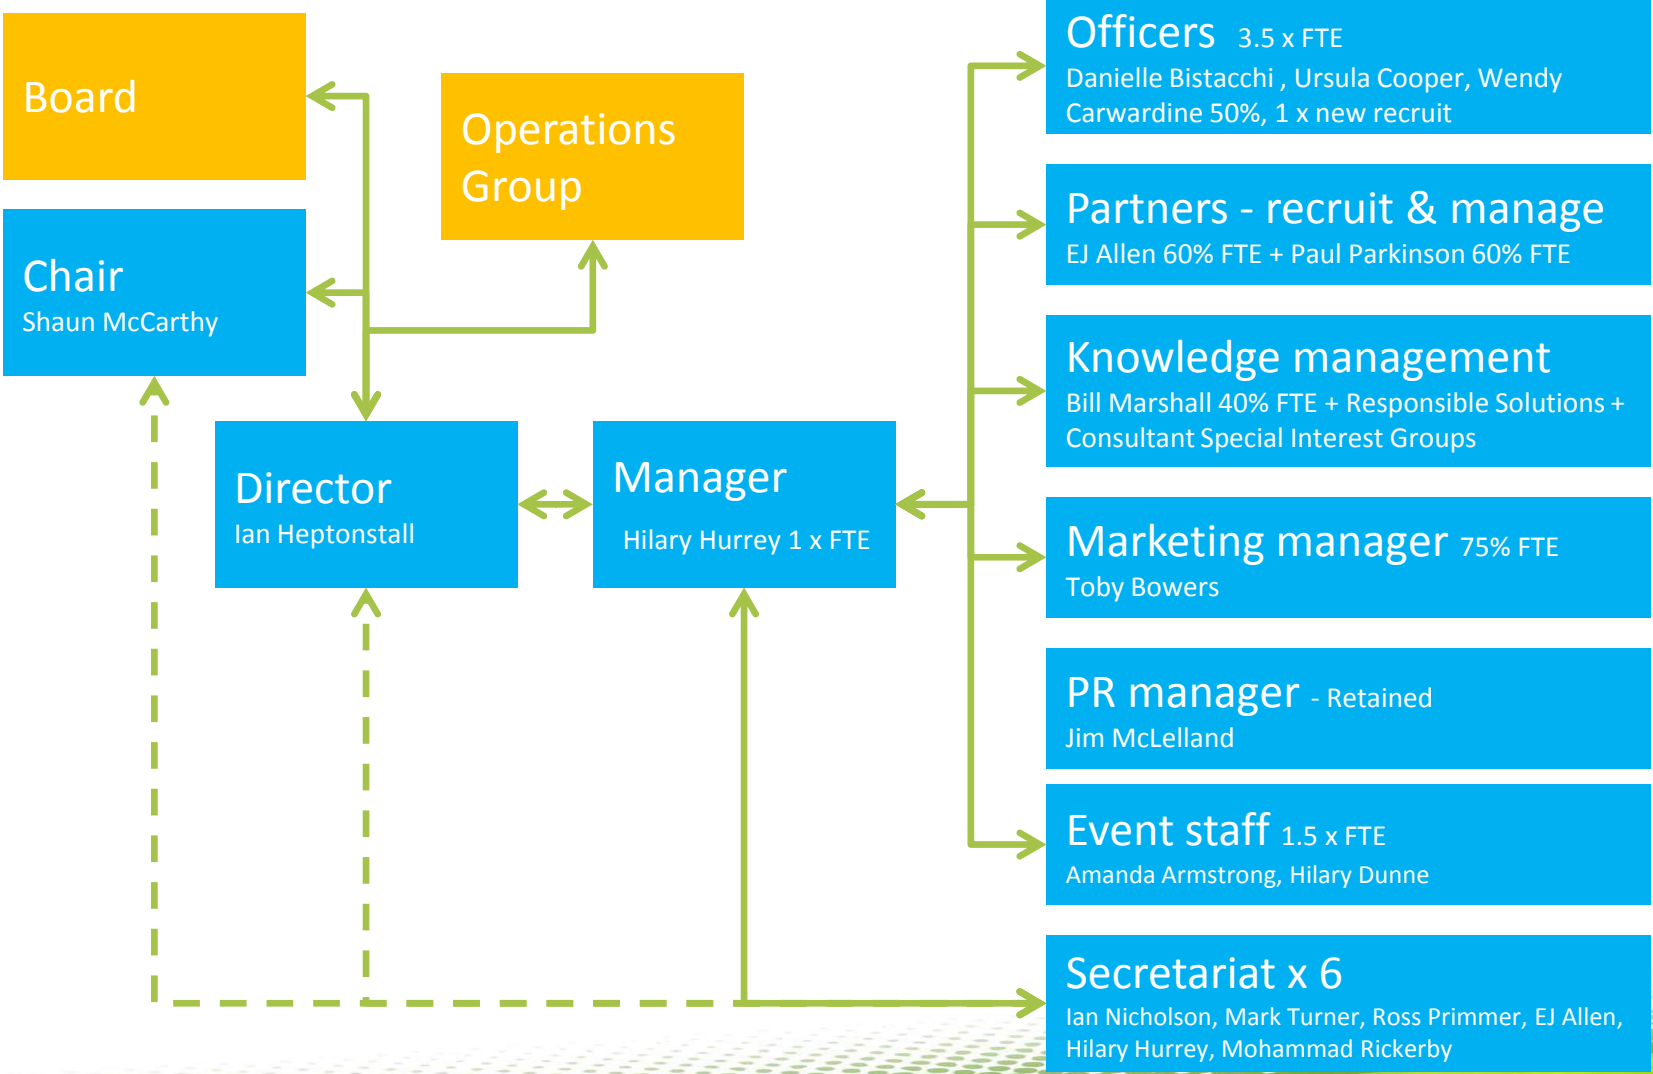 Board
Chair
Shaun McCarthy
Operations
Group
Director
Ian Heptonstall
Manager
Hilary Hurrey 1 x FTE
Officers 3.5 x FTE
Danielle Bistacchi , Ursula Cooper, Wendy
Carwardine 50%, 1 x new recruit
Partners - recruit & manage
EJ Allen 60% FTE + Paul Parkinson 60% FTE
Knowledge management
Bill Marshall 40% FTE + Responsible Solutions +
Consultant Special Interest Groups
Marketing manager 75% FTE
Toby Bowers
PR manager - Retained
Jim McLelland
Event staff 1.5 x FTE
Amanda Armstrong, Hilary Dunne
Secretariat x 6
Ian Nicholson, Mark Turner, Ross Primmer, EJ Allen,
Hilary Hurrey, Mohammad Rickerby